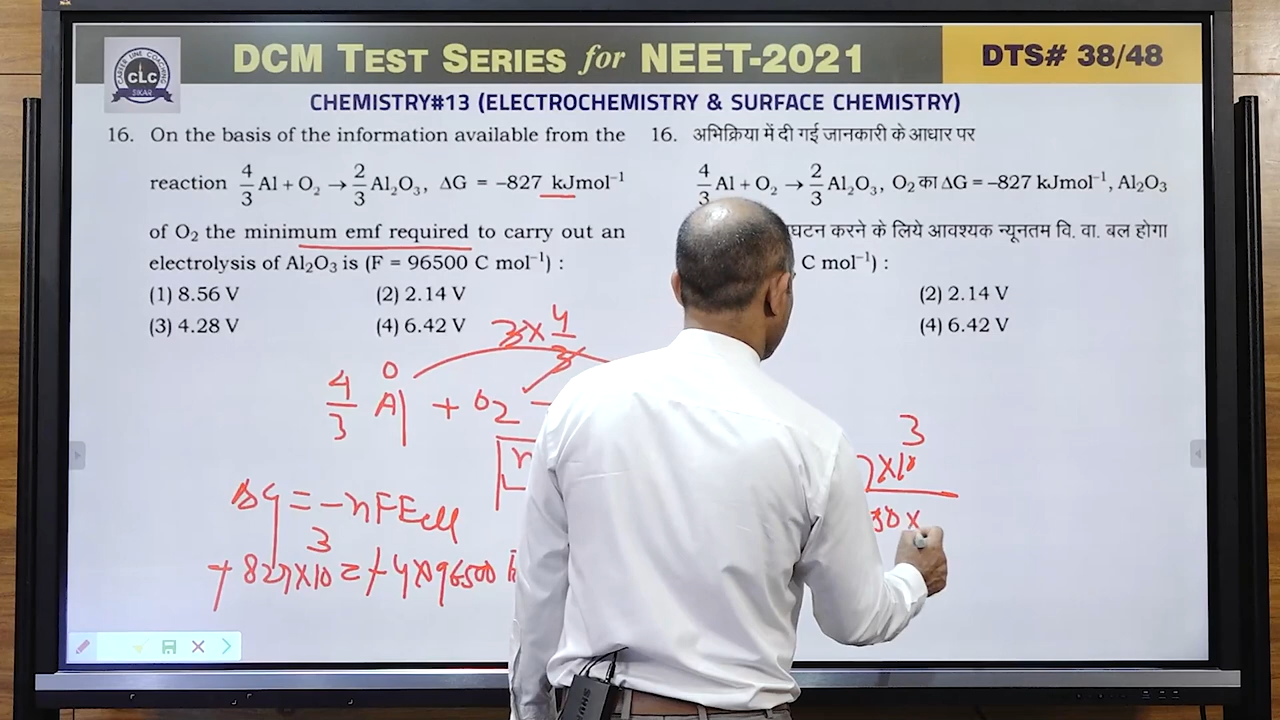 DCM TEST SERIES for NEET-2021
DTS# 38/48
CAREER LINE COACHING
CLC
SIKAR
CHEMISTRY#13 (ELECTROCHEMISTRY & SURFACE CHEMISTRY)
16. On the basis of the information available from the
reaction 4/3 Al + O₂ → 2/3 Al₂O₃, ΔG = –827 kJmol⁻¹
of O₂ the minimum emf required to carry out an
electrolysis of Al₂O₃ is (F = 96500 C mol⁻¹) :
(1) 8.56 V (2) 2.14 V
(3) 4.28 V (4) 6.42 V
16. अभिक्रिया में दी गई जानकारी के आधार पर
4/3 Al + O₂ → 2/3 Al₂O₃, O₂ का ΔG = –827 kJmol⁻¹, Al₂O₃
घटन करने के लिये आवश्यक न्यूनतम वि. वा. बल होगा
C mol⁻¹) :
(2) 2.14 V
(4) 6.42 V
3 × 4/3
0
4/3 Al + O₂
ΔG = –nFEcell
+ 827×10³ = + 4×96500
×10³